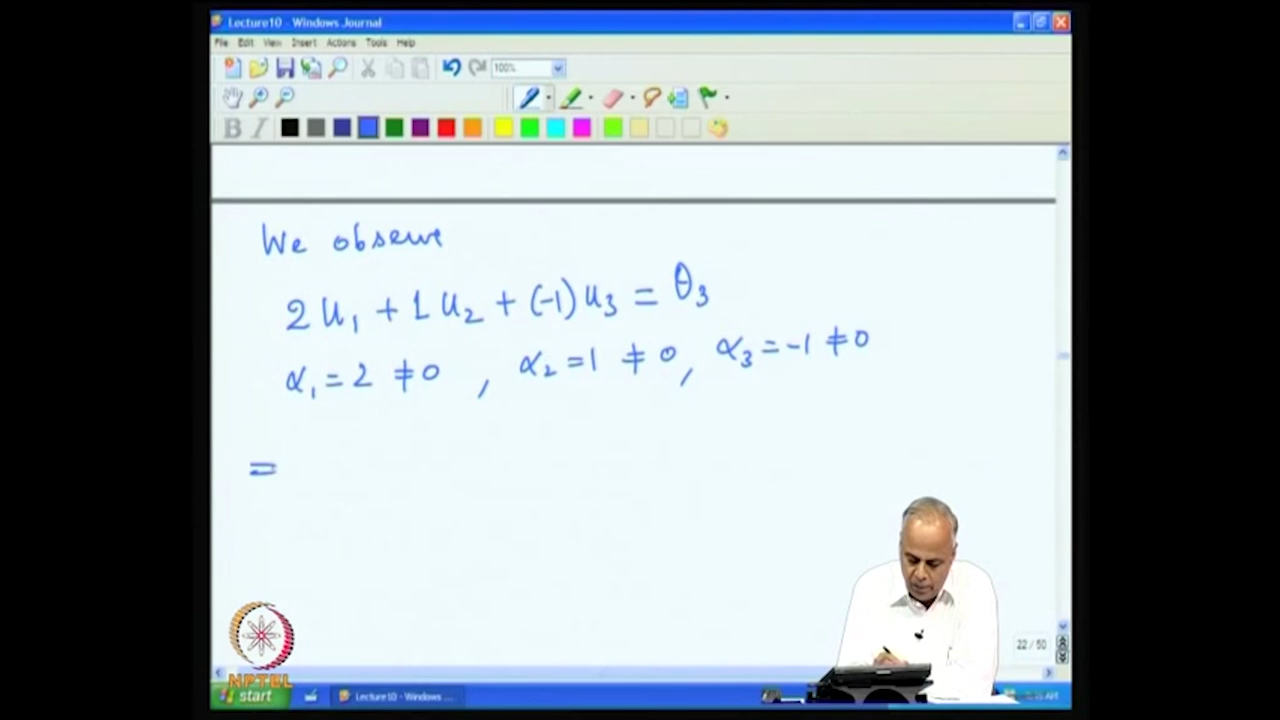 Lecture10 - Windows Journal
File Edit View Insert Actions Tools Help
100%
B I
We observe
2 u₁ + 1 u₂ + (-1) u₃ = θ₃
α₁ = 2 ≠ 0 , α₂ = 1 ≠ 0, α₃ = -1 ≠ 0
=
22 / 50
NPTEL
start Lecture10 - Windows ...